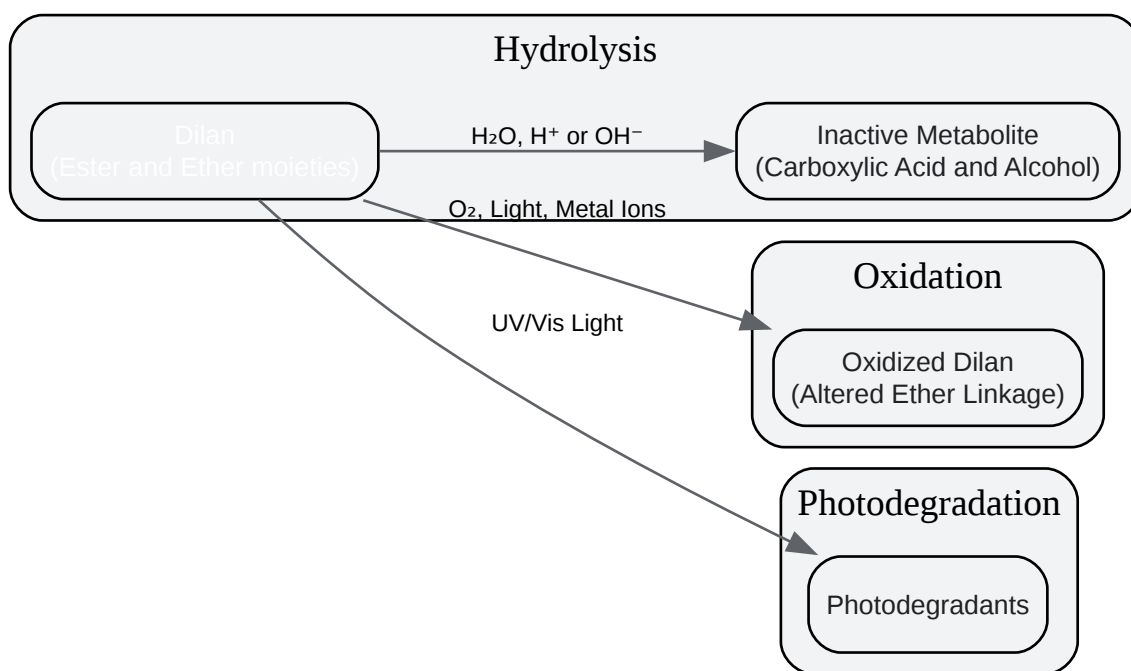 Hydrolysis
Dilan
(Ester and Ether moieties)
H₂O, H⁺ or OH⁻
Inactive Metabolite
(Carboxylic Acid and Alcohol)
O₂, Light, Metal Ions
Oxidation
UV/Vis Light
Oxidized Dilan
(Altered Ether Linkage)
Photodegradation
Photodegradants